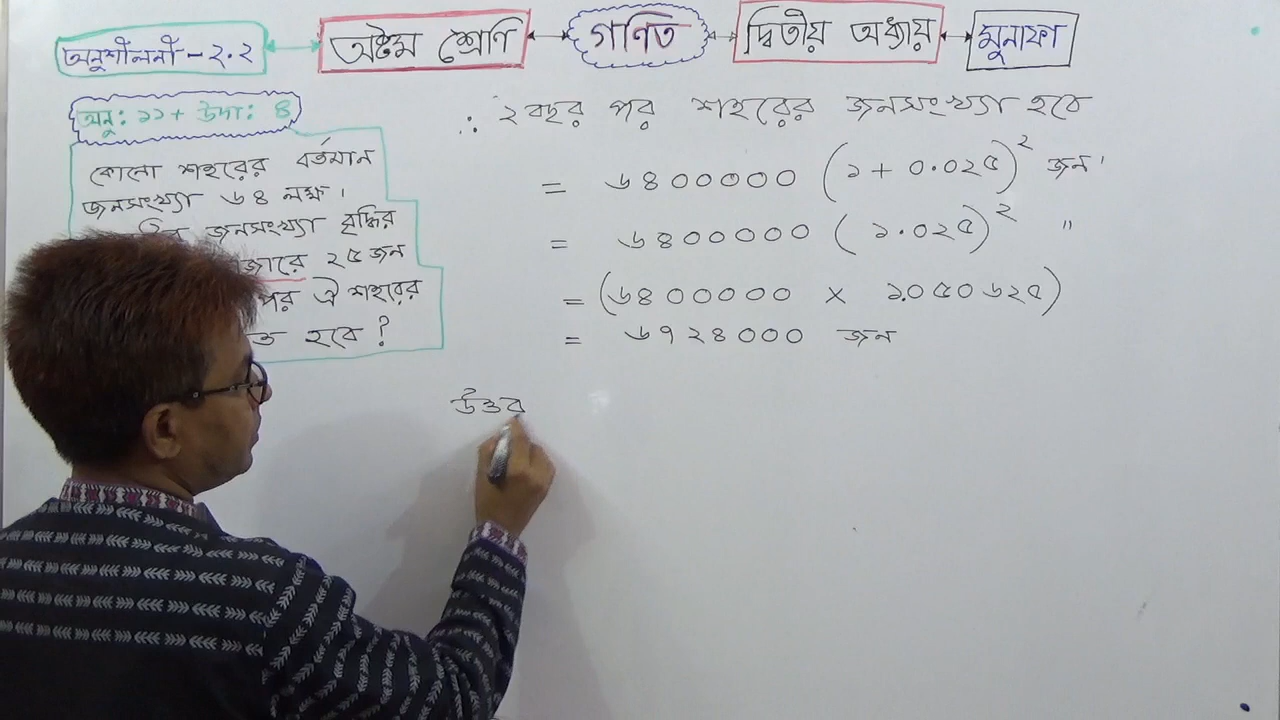 অনুশীলনী - ২.২ অষ্টম শ্রেণি গণিত দ্বিতীয় অধ্যায় মুনাফা
অনু: ১১ + উদা: ৪
কোনো শহরের বর্তমান
জনসংখ্যা ৬৪ লক্ষ।
জনসংখ্যা বৃদ্ধির
২৫ জন
পর ঐ শহরের
হবে ?
∴ ২ বছর পর শহরের জনসংখ্যা হবে
= ৬৪০০০০০ (১ + ০.০২৫)^২ জন।
= ৬৪০০০০০ (১.০২৫)^২ "
= (৬৪০০০০০ × ১.০৫০৬২৫)
= ৬৭২৪০০০ জন
উত্তর